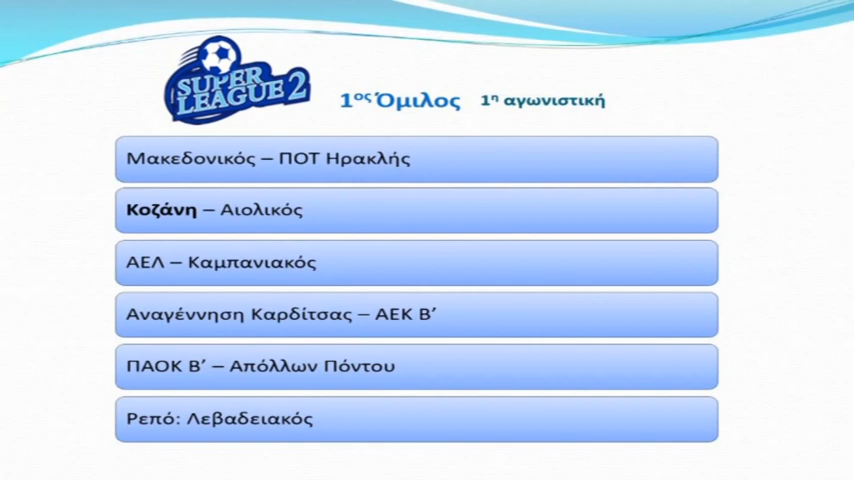 SUPER
LEAGUE 2
1ος Όμιλος 1η αγωνιστική
Μακεδονικός – ΠΟΤ Ηρακλής
Κοζάνη – Αιολικός
ΑΕΛ – Καμπανιακός
Αναγέννηση Καρδίτσας – ΑΕΚ Β’
ΠΑΟΚ Β’ – Απόλλων Πόντου
Ρεπό: Λεβαδειακός